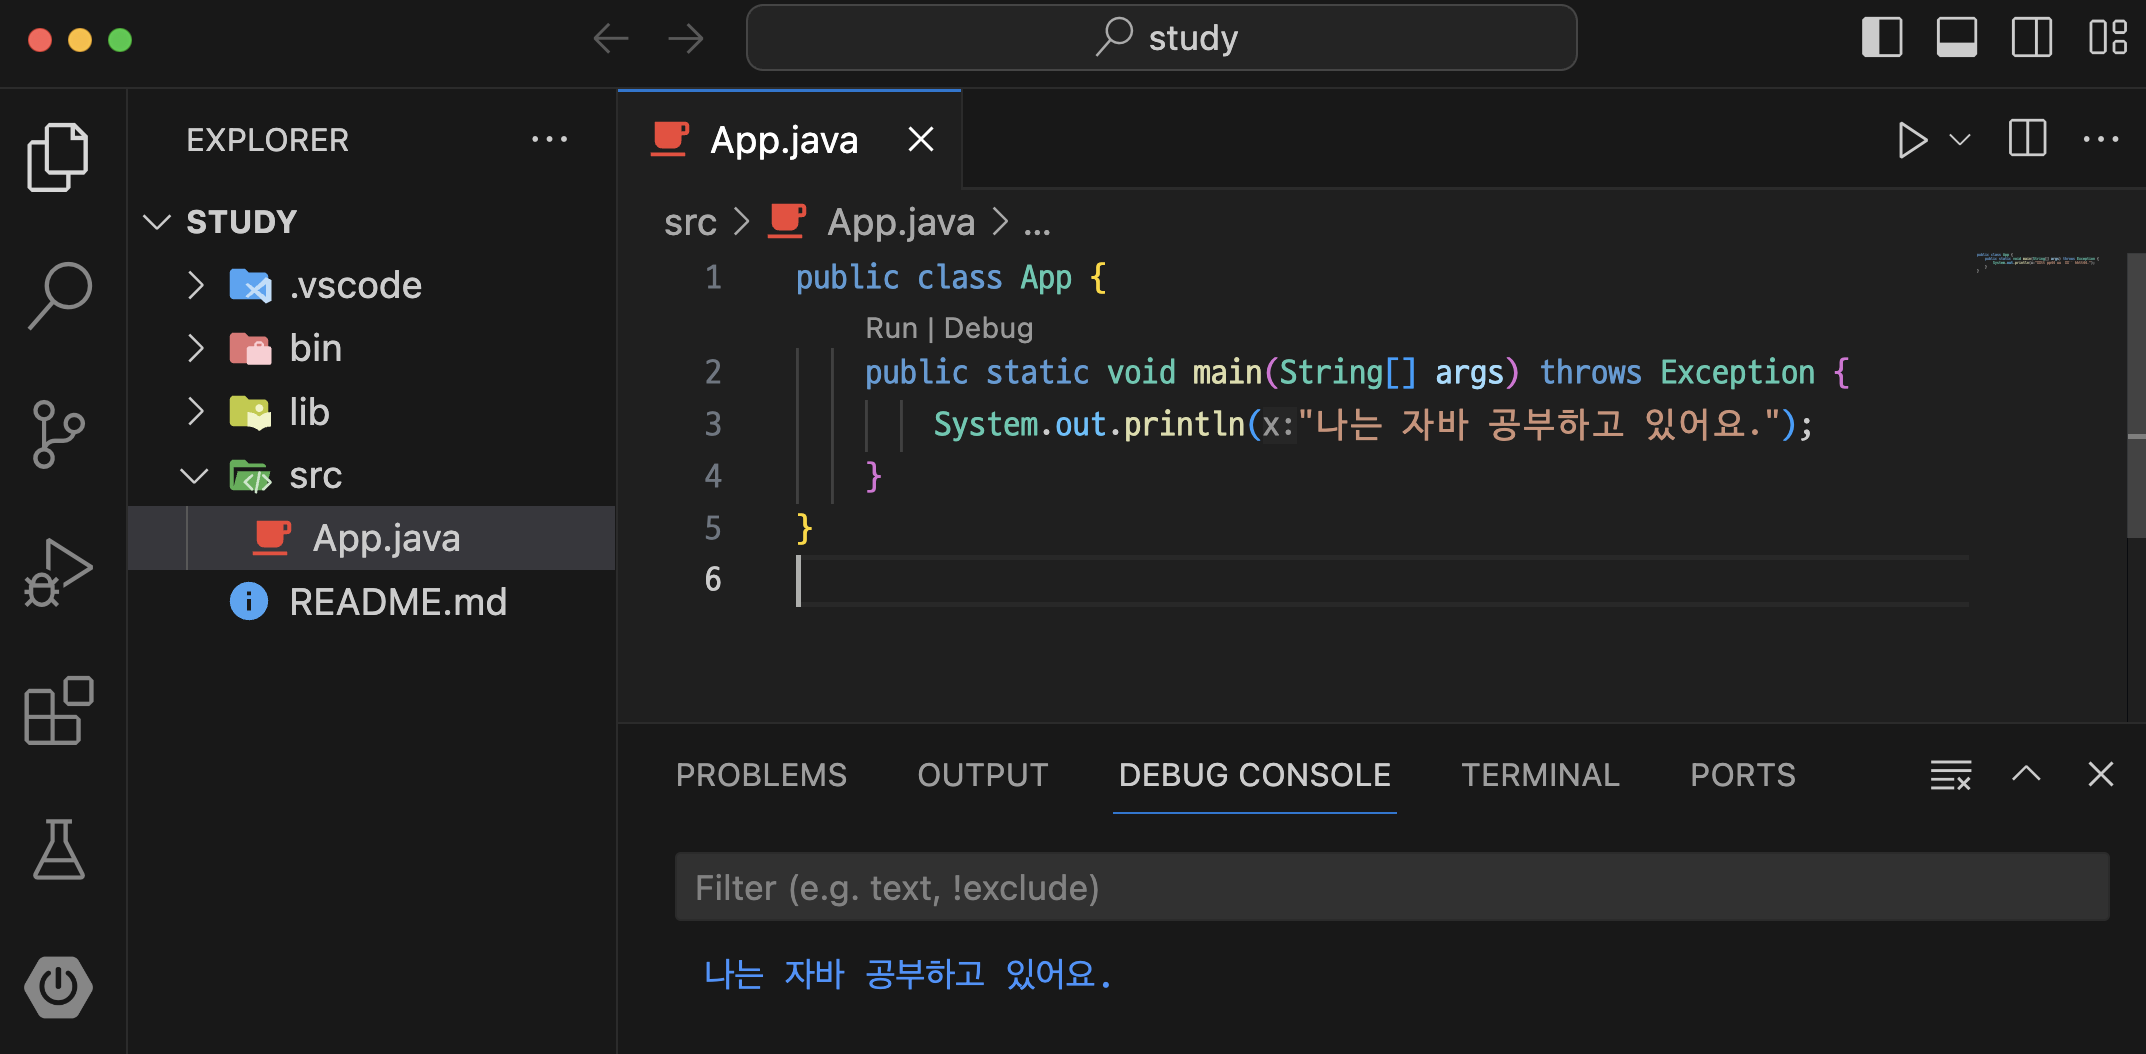 study
EXPLORER
STUDY
.vscode
bin
lib
src
App.java
README.md
App.java
src > App.java > ...
1 public class App {
Run | Debug
2 public static void main(String[] args) throws Exception {
3 System.out.println(x:"나는 자바 공부하고 있어요.");
4 }
5 }
6
PROBLEMS OUTPUT DEBUG CONSOLE TERMINAL PORTS
Filter (e.g. text, !exclude)
나는 자바 공부하고 있어요.